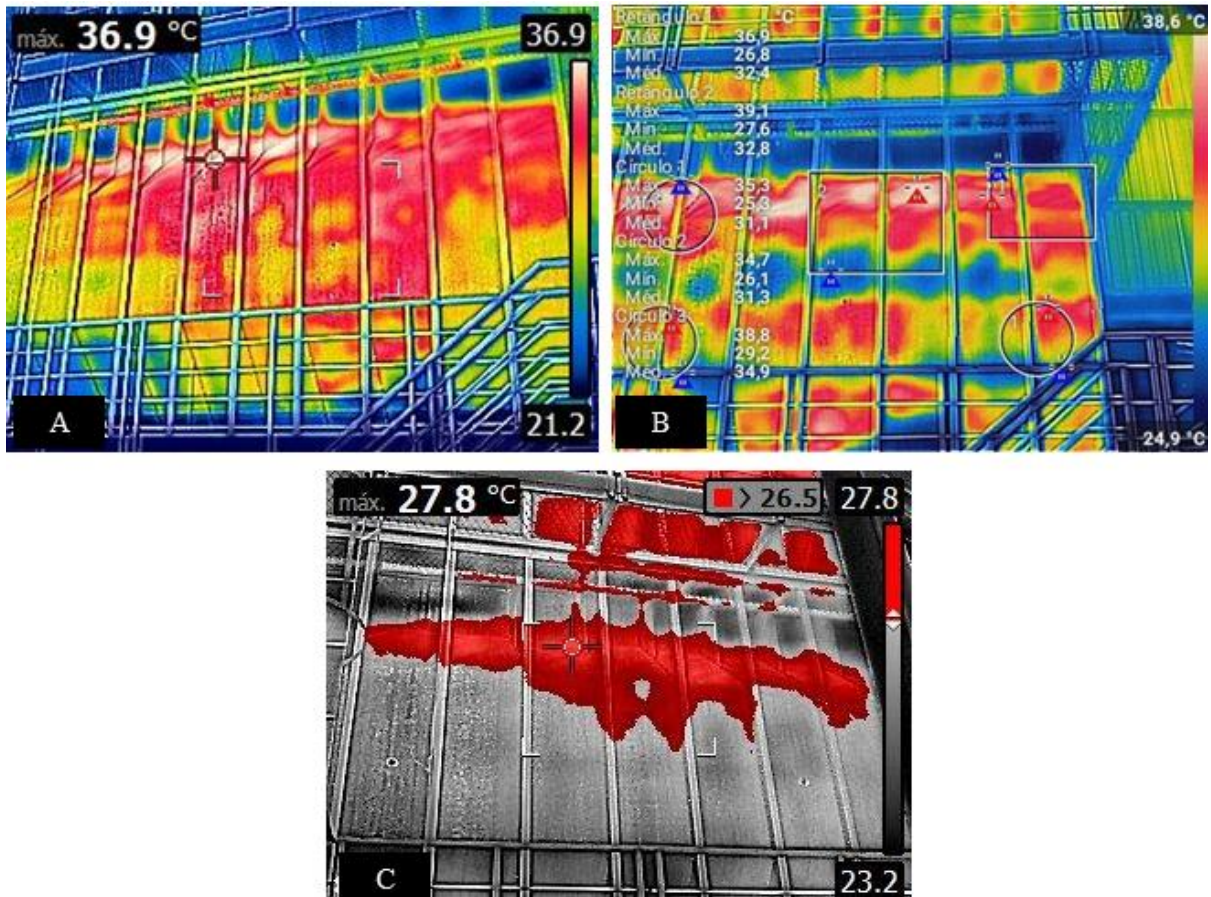 máx. 36.9 °C
36.9
21.2
A
Retângulo 1 °C
Máx. 36,9
Mín. 26,8
Méd. 32,4
Retângulo 2
Máx. 39,1
Mín. 27,6
Méd. 32,8
Círculo 1
Máx. 35,3
Mín. 25,3
Méd. 31,1
Círculo 2
Máx. 34,7
Mín. 26,1
Méd. 31,3
Círculo 3
Máx. 38,8
Mín. 29,2
Méd. 34,9
38,6 °C
24,9 °C
B
máx. 27.8 °C
> 26.5
27.8
23.2
C